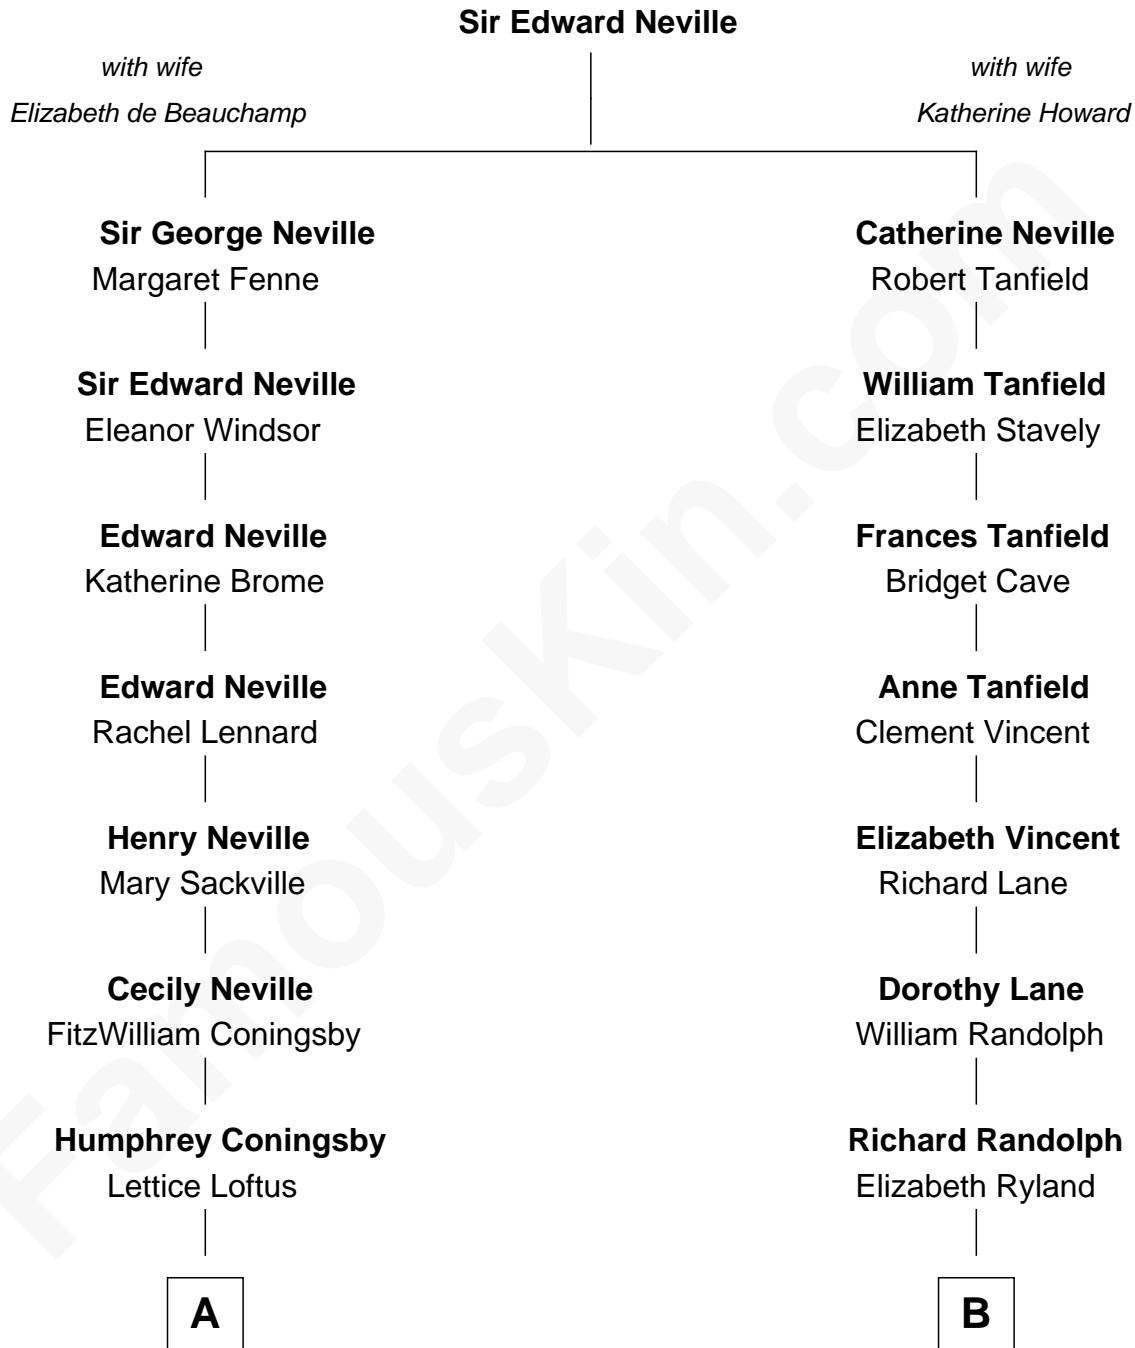 Sir Edward Neville
with wife
Elizabeth de Beauchamp
with wife
Katherine Howard
Sir George Neville
Margaret Fenne
Catherine Neville
Robert Tanfield
Sir Edward Neville
Eleanor Windsor
William Tanfield
Elizabeth Stavely
Edward Neville
Katherine Brome
Frances Tanfield
Bridget Cave
Edward Neville
Rachel Lennard
Anne Tanfield
Clement Vincent
Henry Neville
Mary Sackville
Elizabeth Vincent
Richard Lane
Cecily Neville
FitzWilliam Coningsby
Dorothy Lane
William Randolph
Humphrey Coningsby
Lettice Loftus
Richard Randolph
Elizabeth Ryland
A
B
FamousKin.com